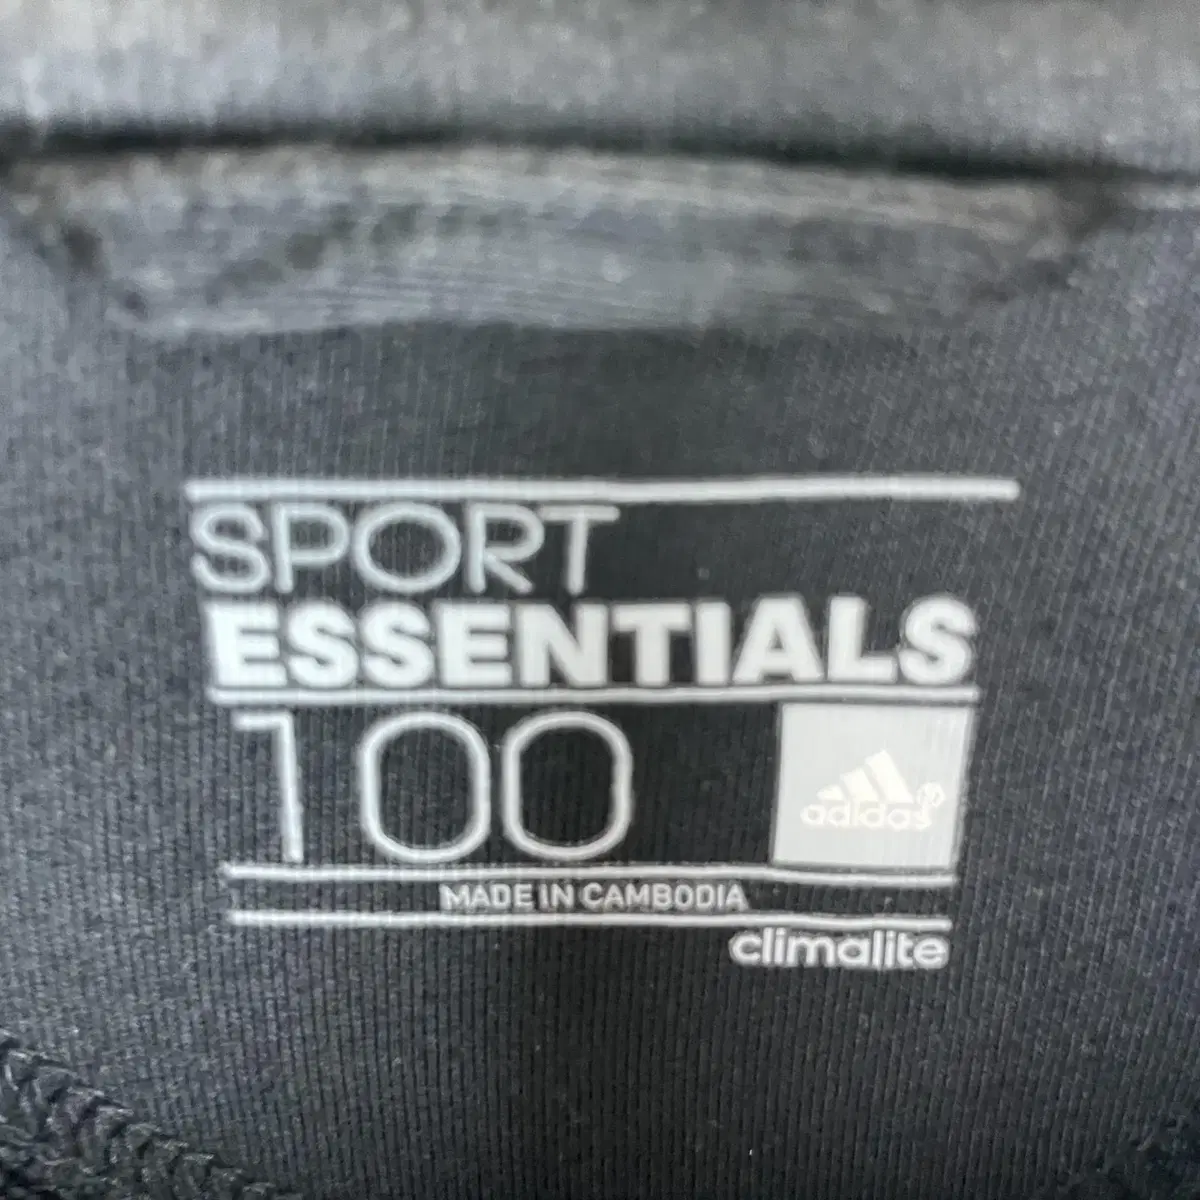 SPORT
ESSENTIALS
100
adidas®
MADE IN CAMBODIA
climalite